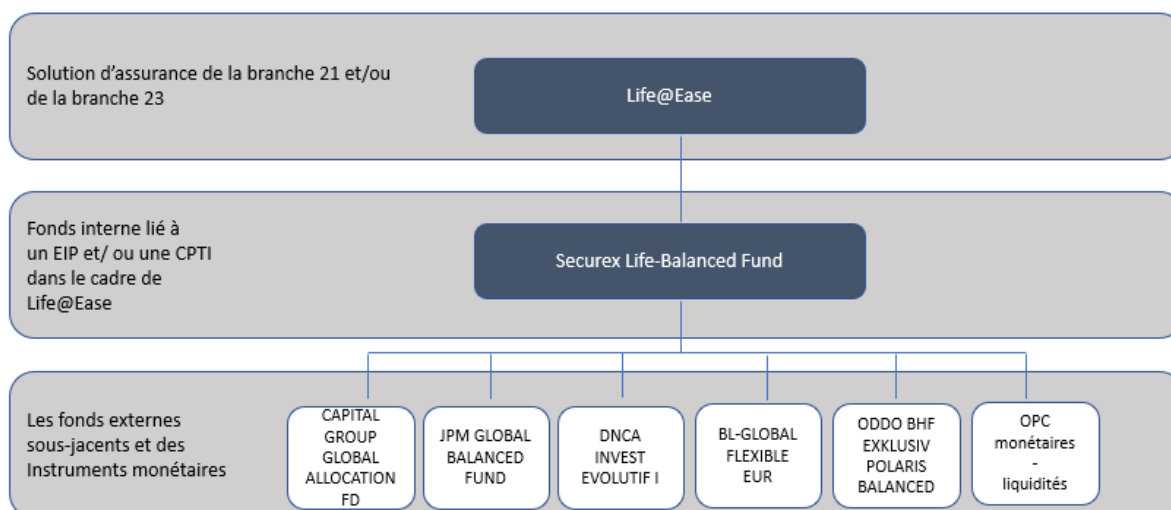 Solution d’assurance de la branche 21 et/ou
de la branche 23
Life@Ease
Fonds interne lié à
un EIP et/ ou une CPTI
dans le cadre de
Life@Ease
Securex Life-Balanced Fund
Les fonds externes
sous-jacents et des
Instruments monétaires
CAPITAL
GROUP
GLOBAL
ALLOCATION
FD
JPM GLOBAL
BALANCED
FUND
DNCA
INVEST
EVOLUTIF I
BL-GLOBAL
FLEXIBLE
EUR
ODDO BHF
EXKLUSIV
POLARIS
BALANCED
OPC
monétaires
-
liquidités